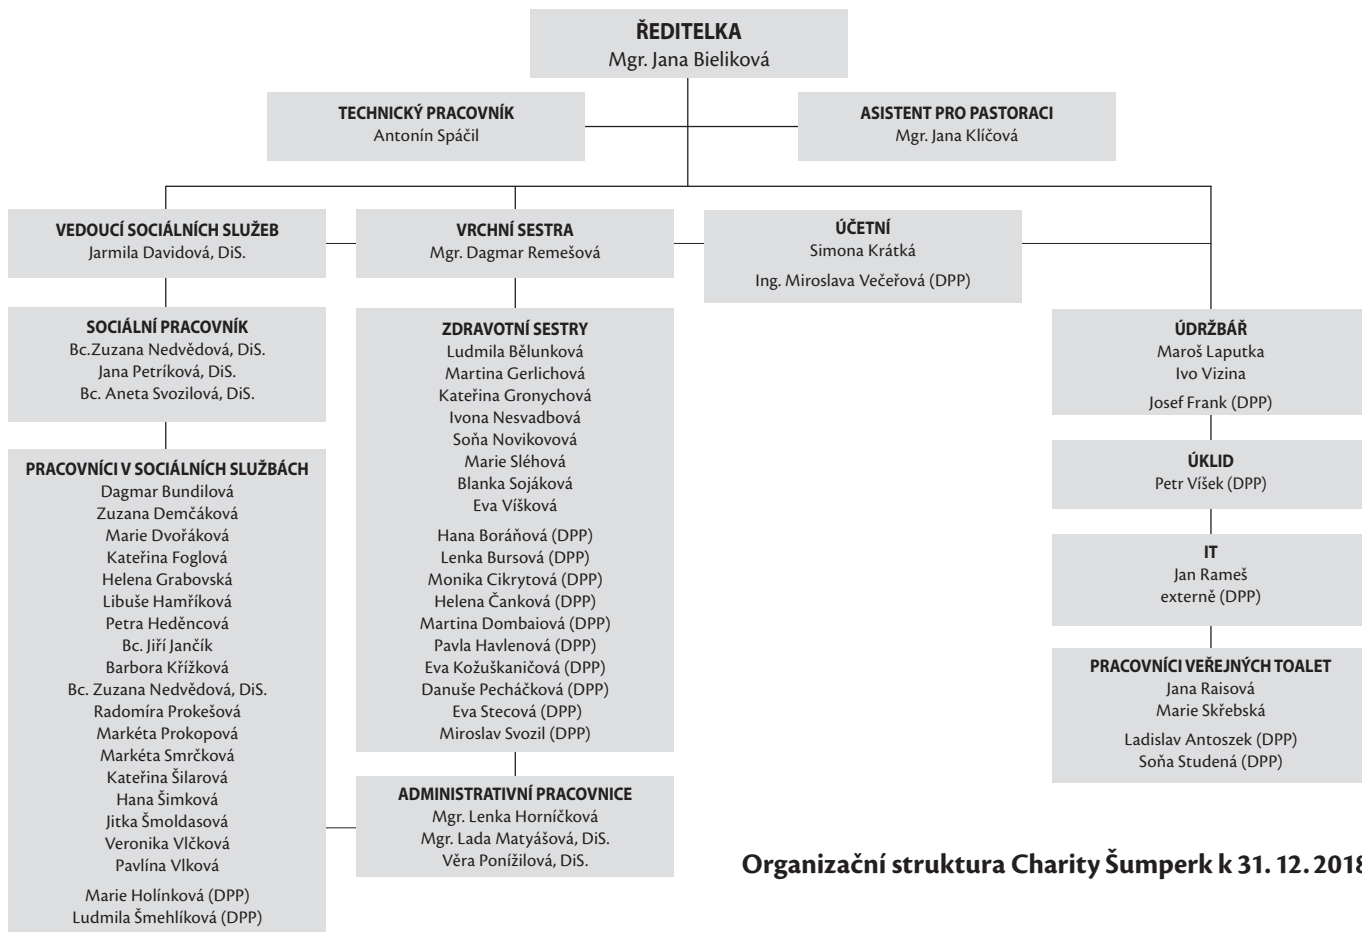 ŘEDITELKA
Mgr. Jana Bieliková
TECHNICKÝ PRACOVNÍK
Antonín Spáčil
ASISTENT PRO PASTORACI
Mgr. Jana Klíčová
VEDOUCÍ SOCIÁLNÍCH SLUŽEB
Jarmila Davidová, DiS.
VRCHNÍ SESTRA
Mgr. Dagmar Remešová
ÚČETNÍ
Simona Krátká
Ing. Miroslava Večeřová (DPP)
SOCIÁLNÍ PRACOVNÍK
Bc.Zuzana Nedvědová, DiS.
Jana Petríková, DiS.
Bc. Aneta Svozilová, DiS.
ZDRAVOTNÍ SESTRY
Ludmila Bělunková
Martina Gerlichová
Kateřina Gronychová
Ivona Nesvadbová
Soňa Novikovová
Marie Sléhová
Blanka Sojáková
Eva Víšková
Hana Boráňová (DPP)
Lenka Bursová (DPP)
Monika Cikrytová (DPP)
Helena Čanková (DPP)
Martina Dombaiová (DPP)
Pavla Havlenová (DPP)
Eva Kožuškaničová (DPP)
Danuše Pecháčková (DPP)
Eva Stecová (DPP)
Miroslav Svozil (DPP)
ÚDRŽBÁŘ
Maroš Laputka
Ivo Vizina
Josef Frank (DPP)
PRACOVNÍCI V SOCIÁLNÍCH SLUŽBÁCH
Dagmar Bundilová
Zuzana Demčáková
Marie Dvořáková
Kateřina Foglová
Helena Grabovská
Libuše Hamříková
Petra Heděncová
Bc. Jiří Jančík
Barbora Křížková
Bc. Zuzana Nedvědová, DiS.
Radomíra Prokešová
Markéta Prokopová
Markéta Smrčková
Kateřina Šilarová
Hana Šimková
Jitka Šmoldasová
Veronika Vlčková
Pavlína Vlková
Marie Holínková (DPP)
Ludmila Šmehlíková (DPP)
ÚKLID
Petr Víšek (DPP)
IT
Jan Rameš
externě (DPP)
PRACOVNÍCI VEŘEJNÝCH TOALET
Jana Raisová
Marie Skřebská
Ladislav Antoszek (DPP)
Soňa Studená (DPP)
ADMINISTRATIVNÍ PRACOVNICE
Mgr. Lenka Horníčková
Mgr. Lada Matyášová, DiS.
Věra Ponížilová, DiS.
Organizační struktura Charity Šumperk k 31. 12. 2018